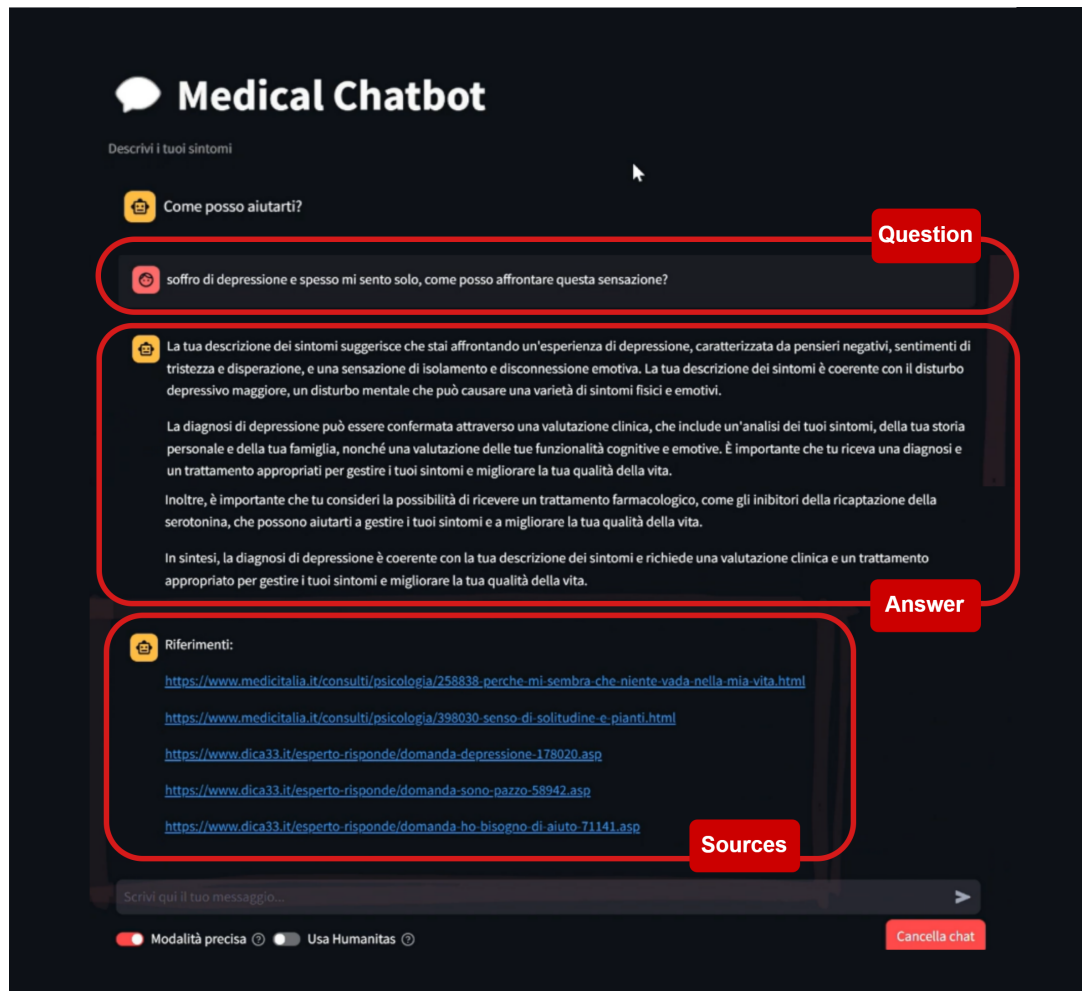 Medical Chatbot
Descrivi i tuoi sintomi
Come posso aiutarti?
Question
soffro di depressione e spesso mi sento solo, come posso affrontare questa sensazione?
La tua descrizione dei sintomi suggerisce che stai affrontando un'esperienza di depressione, caratterizzata da pensieri negativi, sentimenti di
tristezza e disperazione, e una sensazione di isolamento e disconnessione emotiva. La tua descrizione dei sintomi è coerente con il disturbo
depressivo maggiore, un disturbo mentale che può causare una varietà di sintomi fisici e emotivi.
La diagnosi di depressione può essere confermata attraverso una valutazione clinica, che include un'analisi dei tuoi sintomi, della tua storia
personale e della tua famiglia, nonché una valutazione delle tue funzionalità cognitive e emotive. È importante che tu riceva una diagnosi e
un trattamento appropriati per gestire i tuoi sintomi e migliorare la tua qualità della vita.
Inoltre, è importante che tu consideri la possibilità di ricevere un trattamento farmacologico, come gli inibitori della ricaptazione della
serotonina, che possono aiutarti a gestire i tuoi sintomi e a migliorare la tua qualità della vita.
In sintesi, la diagnosi di depressione è coerente con la tua descrizione dei sintomi e richiede una valutazione clinica e un trattamento
appropriato per gestire i tuoi sintomi e migliorare la tua qualità della vita.
Answer
Riferimenti:
https://www.medicitalia.it/consulti/psicologia/258838-perche-mi-sembra-che-niente-vada-nella-mia-vita.html
https://www.medicitalia.it/consulti/psicologia/398030-senso-di-solitudine-e-pianti.html
https://www.dica33.it/esperto-risponde/domanda-depressione-178020.asp
https://www.dica33.it/esperto-risponde/domanda-sono-pazzo-58942.asp
https://www.dica33.it/esperto-risponde/domanda-ho-bisogno-di-aiuto-71141.asp
Sources
Scrivi qui il tuo messaggio...
Modalità precisa Usa Humanitas Cancella chat